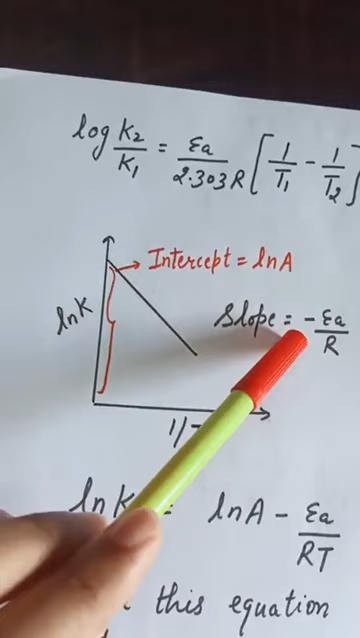 log K2/K1 = Ea/2.303R [1/T1 - 1/T2]
Intercept = lnA
lnK
Slope = -Ea/R
lnK = lnA - Ea/RT
this equation